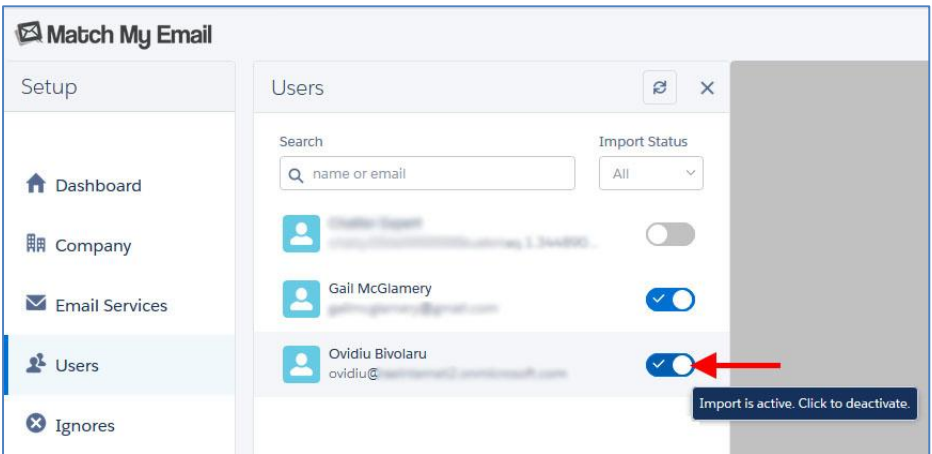 Match My Email
Setup
Users
Search
Import Status
name or email
All
Dashboard
Company
Email Services
Users
Ignores
Gail McGlamery
Ovidiu Bivolaru
ovidiu@
Import is active. Click to deactivate.